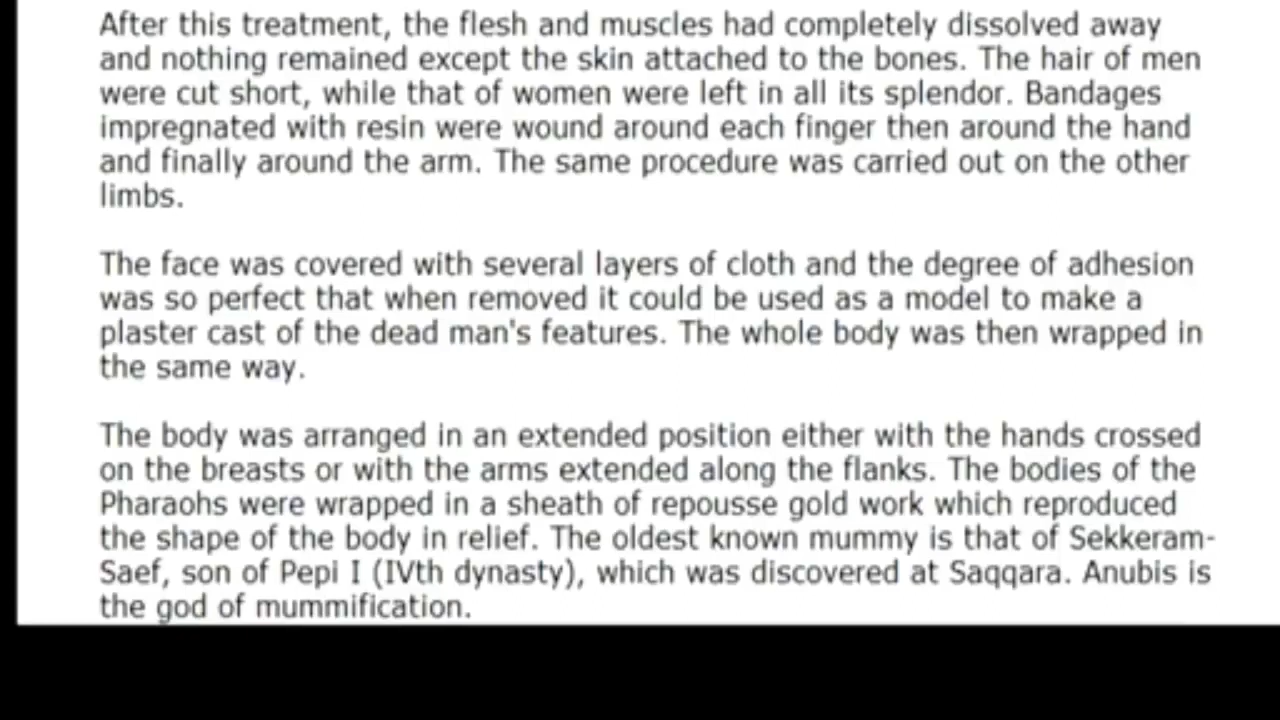 After this treatment, the flesh and muscles had completely dissolved away
and nothing remained except the skin attached to the bones. The hair of men
were cut short, while that of women were left in all its splendor. Bandages
impregnated with resin were wound around each finger then around the hand
and finally around the arm. The same procedure was carried out on the other
limbs.
The face was covered with several layers of cloth and the degree of adhesion
was so perfect that when removed it could be used as a model to make a
plaster cast of the dead man's features. The whole body was then wrapped in
the same way.
The body was arranged in an extended position either with the hands crossed
on the breasts or with the arms extended along the flanks. The bodies of the
Pharaohs were wrapped in a sheath of repousse gold work which reproduced
the shape of the body in relief. The oldest known mummy is that of Sekkeram-
Saef, son of Pepi I (IVth dynasty), which was discovered at Saqqara. Anubis is
the god of mummification.